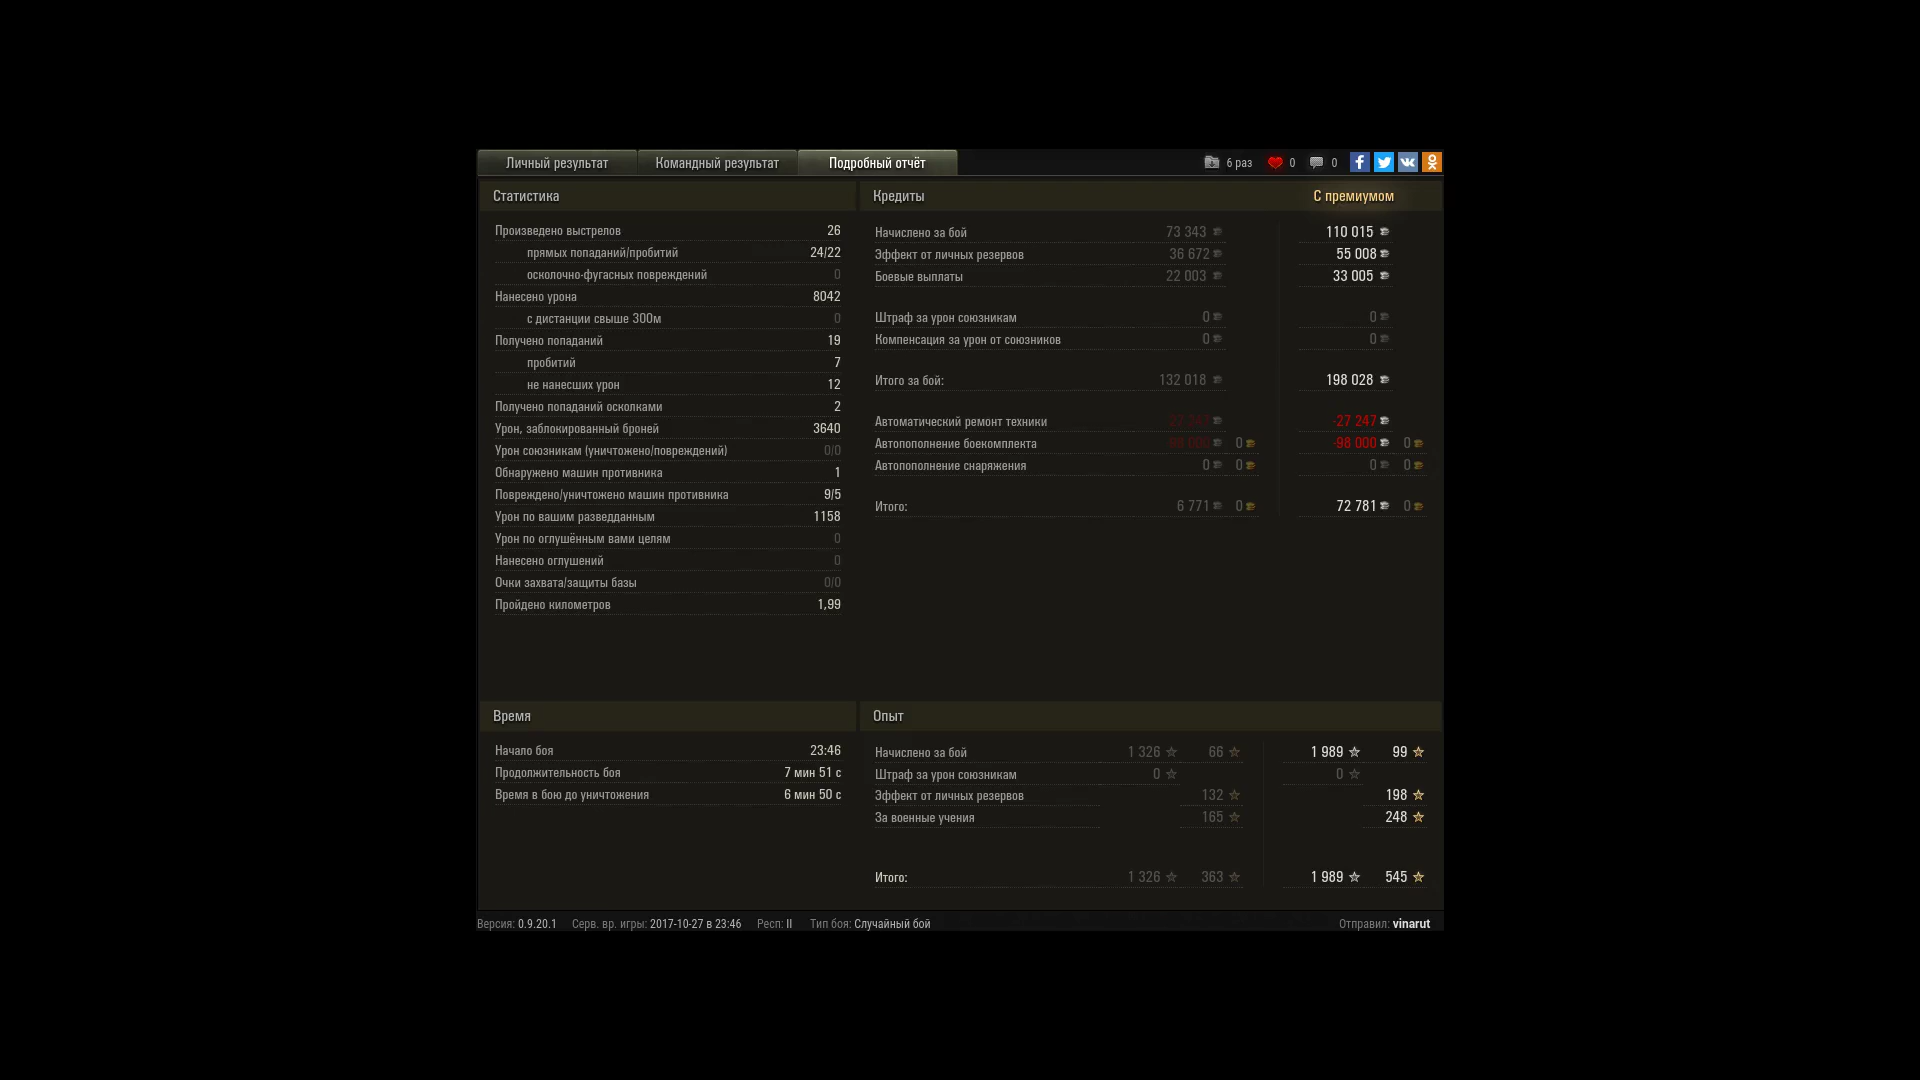 Личный результат Командный результат Подробный отчёт 6 раз 0 0
Статистика
Произведено выстрелов 26
прямых попаданий/пробитий 24/22
осколочно-фугасных повреждений 0
Нанесено урона 8042
с дистанции свыше 300м 0
Получено попаданий 19
пробитий 7
не нанесших урон 12
Получено попаданий осколками 2
Урон, заблокированный броней 3640
Урон союзникам (уничтожено/повреждений) 0/0
Обнаружено машин противника 1
Повреждено/уничтожено машин противника 9/5
Урон по вашим разведданным 1158
Урон по оглушённым вами целям 0
Нанесено оглушений 0
Очки захвата/защиты базы 0/0
Пройдено километров 1,99
Кредиты С премиумом
Начислено за бой 73 343 110 015
Эффект от личных резервов 36 672 55 008
Боевые выплаты 22 003 33 005
Штраф за урон союзникам 0 0
Компенсация за урон от союзников 0 0
Итого за бой: 132 018 198 028
Автоматический ремонт техники -27 247
Автопополнение боекомплекта 0 -98 000 0
Автопополнение снаряжения 0 0 0 0
Итого: 6 771 0 72 781 0
Время
Начало боя 23:46
Продолжительность боя 7 мин 51 с
Время в бою до уничтожения 6 мин 50 с
Опыт
Начислено за бой 1 326 66 1 989 99
Штраф за урон союзникам 0 0
Эффект от личных резервов 132 198
За военные учения 165 248
Итого: 1 326 363 1 989 545
Версия: 0.9.20.1 Серв. вр. игры: 2017-10-27 в 23:46 Респ: II Тип боя: Случайный бой Отправил: vinarut